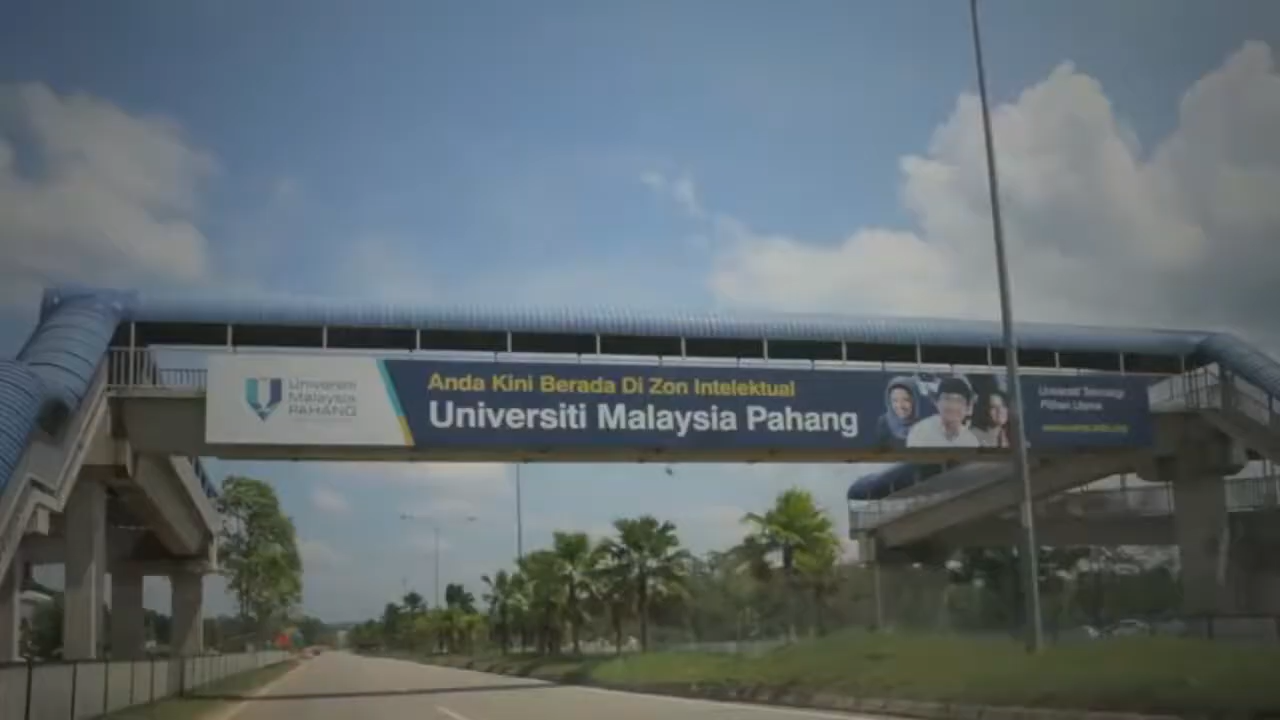 Universiti
Malaysia
PAHANG
Anda Kini Berada Di Zon Intelektual
Universiti Malaysia Pahang
Universiti Teknologi
Pilihan Utama